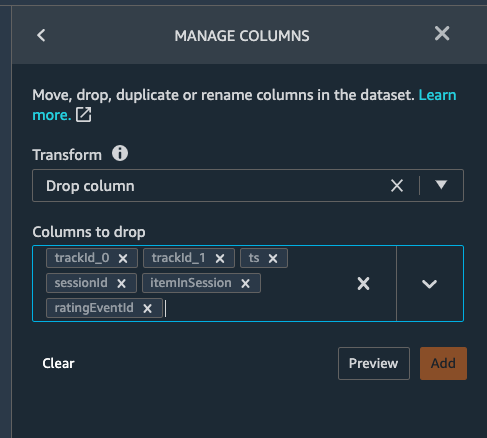 MANAGE COLUMNS
Move, drop, duplicate or rename columns in the dataset. Learn
more.
Transform
Drop column
Columns to drop
trackId_0 trackId_1 ts
sessionId itemInSession
ratingEventId
Clear Preview Add